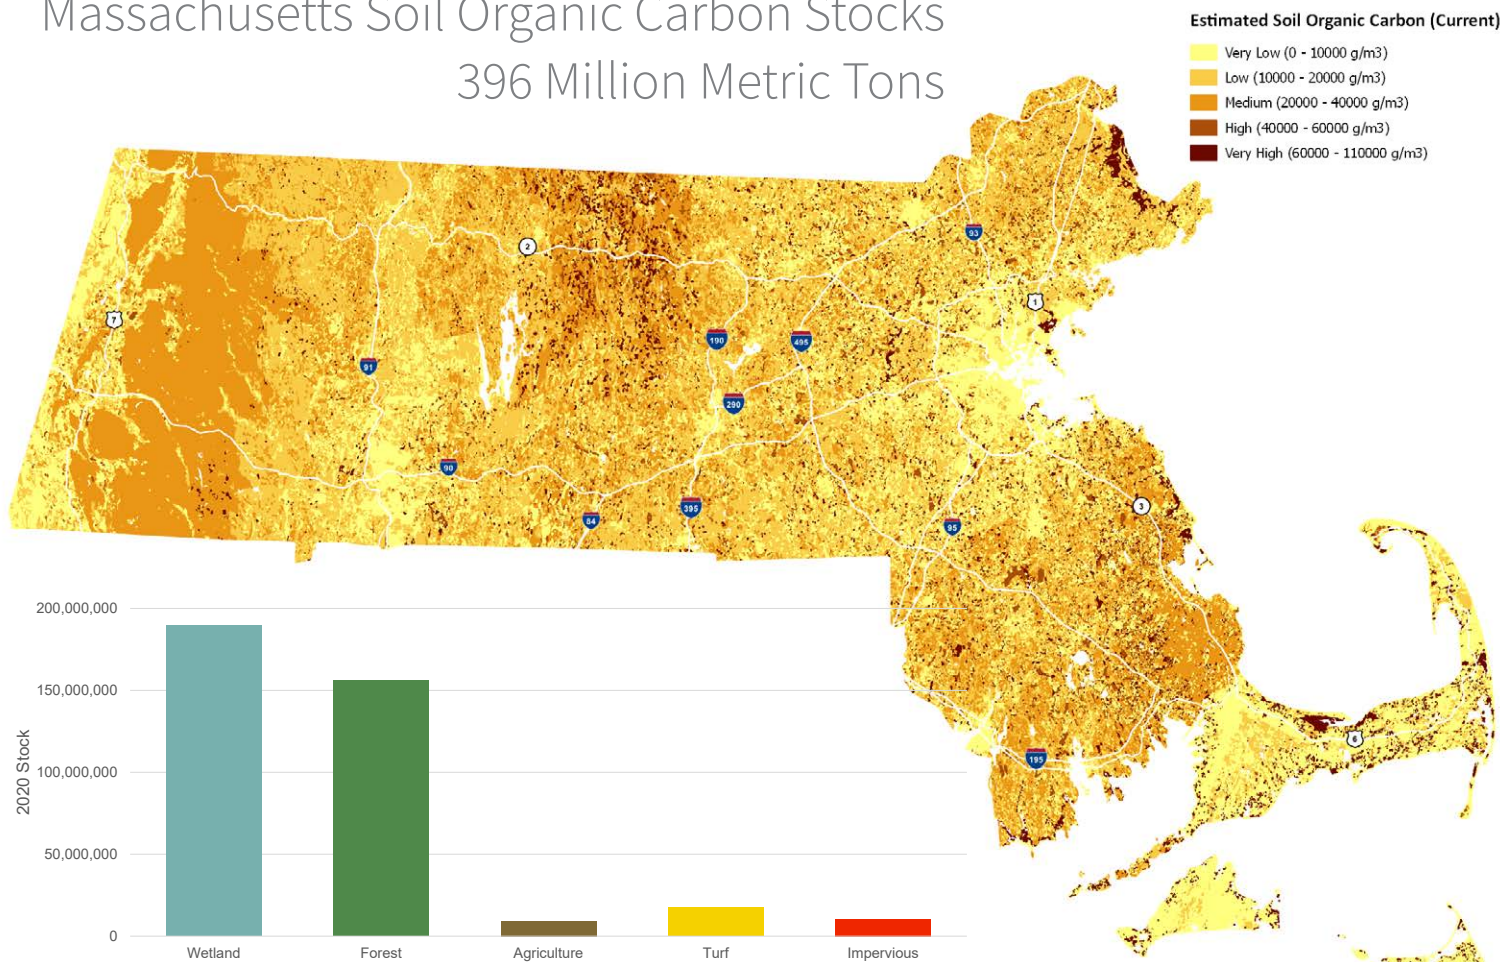 Massachusetts Soil Organic Carbon Stocks
396 Million Metric Tons
Estimated Soil Organic Carbon (Current)
Very Low (0 - 10000 g/m3)
Low (10000 - 20000 g/m3)
Medium (20000 - 40000 g/m3)
High (40000 - 60000 g/m3)
Very High (60000 - 110000 g/m3)
93
2
1
7
190
495
91
290
90
395
3
84
95
6
195
200,000,000
150,000,000
100,000,000
50,000,000
0
2020 Stock
Wetland
Forest
Agriculture
Turf
Impervious